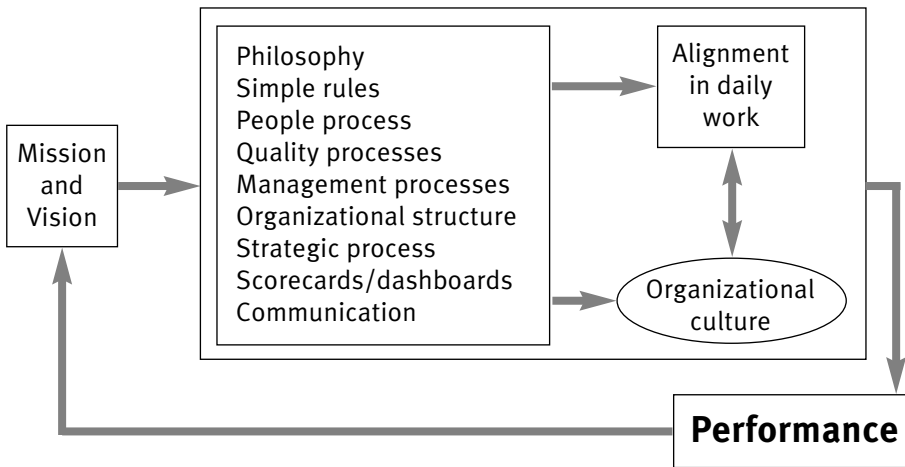 Mission
and
Vision
Philosophy
Simple rules
People process
Quality processes
Management processes
Organizational structure
Strategic process
Scorecards/dashboards
Communication
Alignment
in daily
work
Organizational
culture
Performance